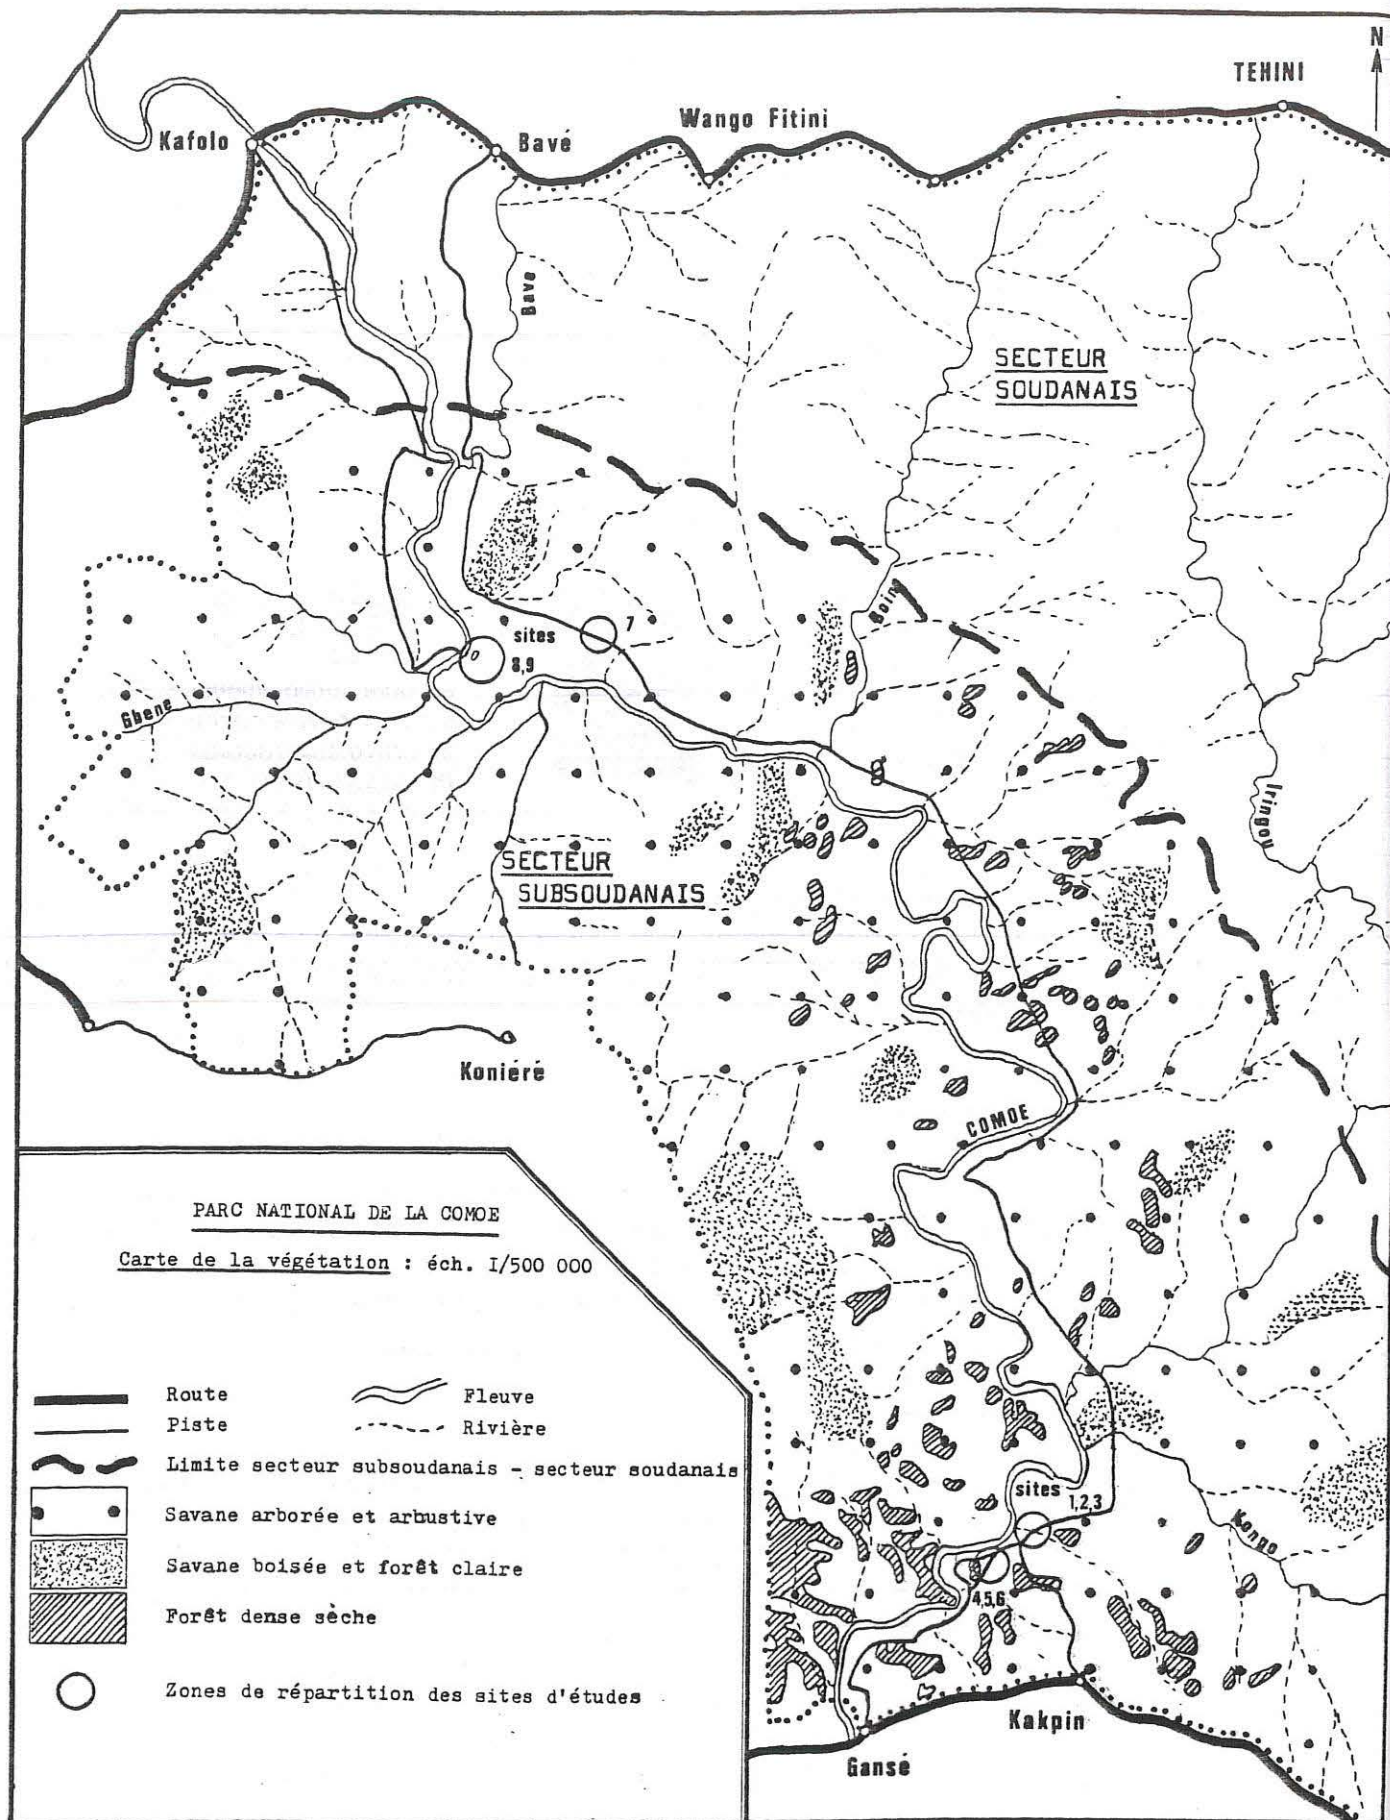 N
TEHINI
Wango Fitini
Kafolo
Bavé
Bave
SECTEUR
SOUDANAIS
sites
7
8,9
Gbene
Iringou
SECTEUR
SUBSOUDANAIS
Koniéré
COMOE
PARC NATIONAL DE LA COMOE
Carte de la végétation : éch. I/500 000
Route
Fleuve
Piste
Rivière
Limite secteur subsoudanais - secteur soudanais
Savane arborée et arbustive
Savane boisée et forêt claire
Forêt dense sèche
Zones de répartition des sites d'études
sites
1,2,3
Kongo
4,5,6
Kakpin
Gansé